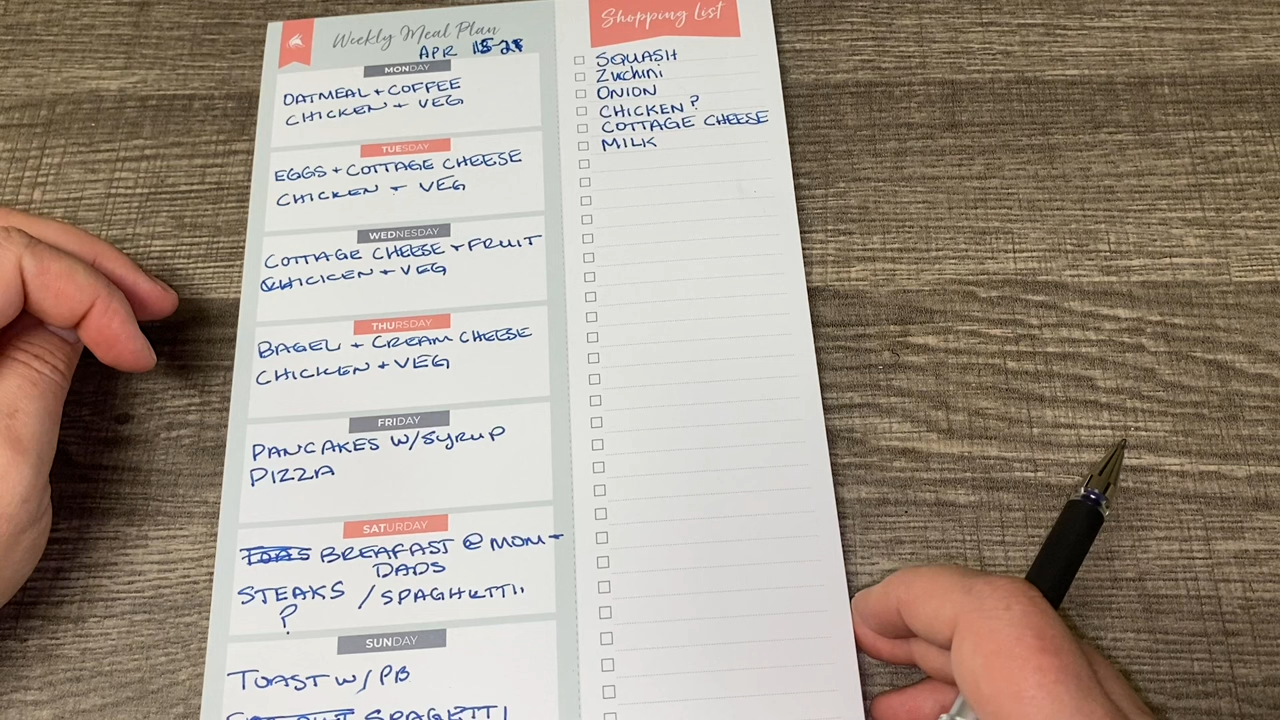 Weekly Meal Plan
APR 15-21
MONDAY
OATMEAL + COFFEE
CHICKEN + VEG
TUESDAY
EGGS + COTTAGE CHEESE
CHICKEN + VEG
WEDNESDAY
COTTAGE CHEESE + FRUIT
CHICKEN + VEG
THURSDAY
BAGEL + CREAM CHEESE
CHICKEN + VEG
FRIDAY
PANCAKES W/SYRUP
PIZZA
SATURDAY
BREAFAST @ MOM +
DADS
STEAKS / SPAGHETTI
?
SUNDAY
TOAST W/ PB
SPAGETTI
Shopping List
SQUASH
Zucchini
ONION
CHICKEN?
COTTAGE CHEESE
MILK